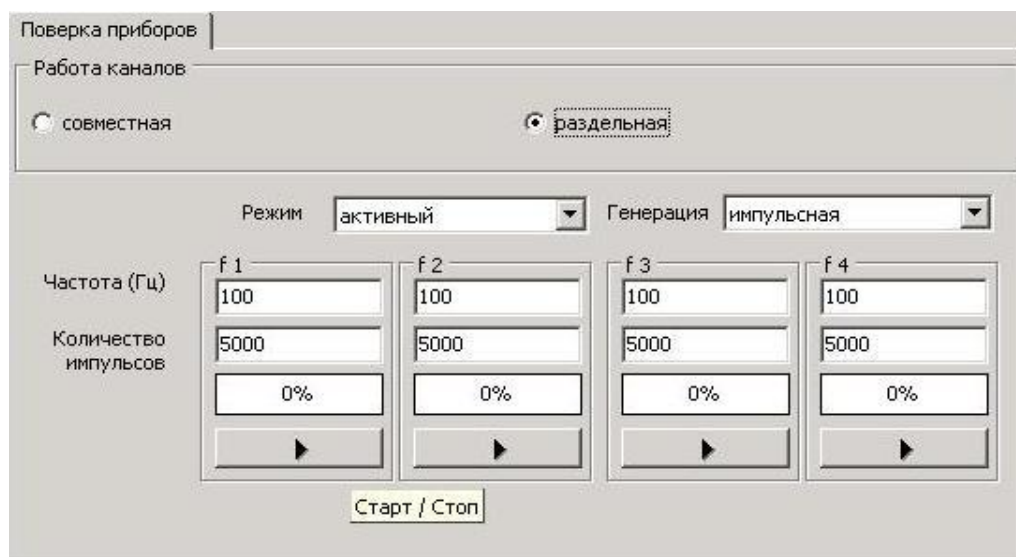 Поверка приборов
Работа каналов
совместная раздельная
Режим активный Генерация импульсная
f 1 f 2 f 3 f 4
Частота (Гц) 100 100 100 100
Количество
импульсов
5000 5000 5000 5000
0% 0% 0% 0%
Старт / Стоп